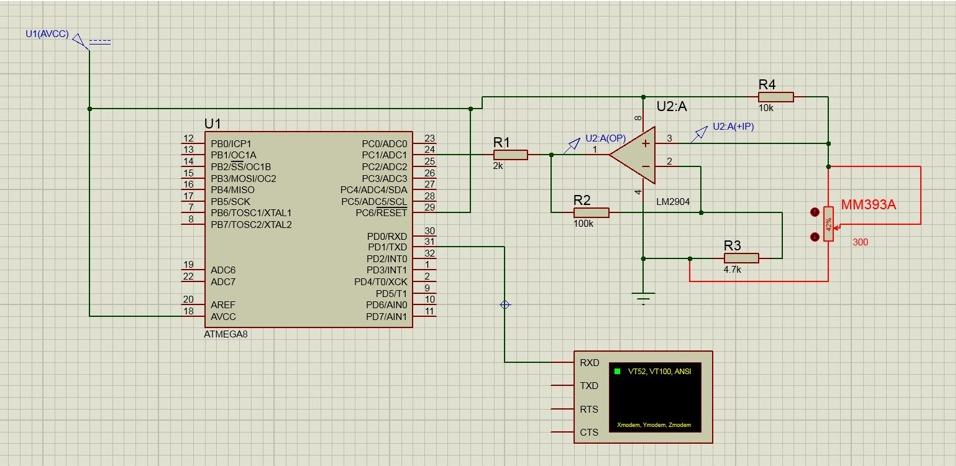 U1(AVCC)
U1
12
PB0/ICP1
13
PB1/OC1A
14
PB2/SS/OC1B
15
PB3/MOSI/OC2
16
PB4/MISO
17
PB5/SCK
7
PB6/TOSC1/XTAL1
8
PB7/TOSC2/XTAL2
19
ADC6
22
ADC7
20
AREF
18
AVCC
ATMEGA8
PC0/ADC0
23
PC1/ADC1
24
PC2/ADC2
25
PC3/ADC3
26
PC4/ADC4/SDA
27
PC5/ADC5/SCL
28
PC6/RESET
29
PD0/RXD
30
PD1/TXD
31
PD2/INT0
32
PD3/INT1
1
PD4/T0/XCK
2
PD5/T1
9
PD6/AIN0
10
PD7/AIN1
11
R1
2k
U2:A(OP)
R2
100k
U2:A
8
1
3
2
4
+
−
LM2904
U2:A(+IP)
R4
10k
R3
4.7k
MM393A
42%
300
RXD
TXD
RTS
CTS
VT52, VT100, ANSI
Xmodem, Ymodem, Zmodem